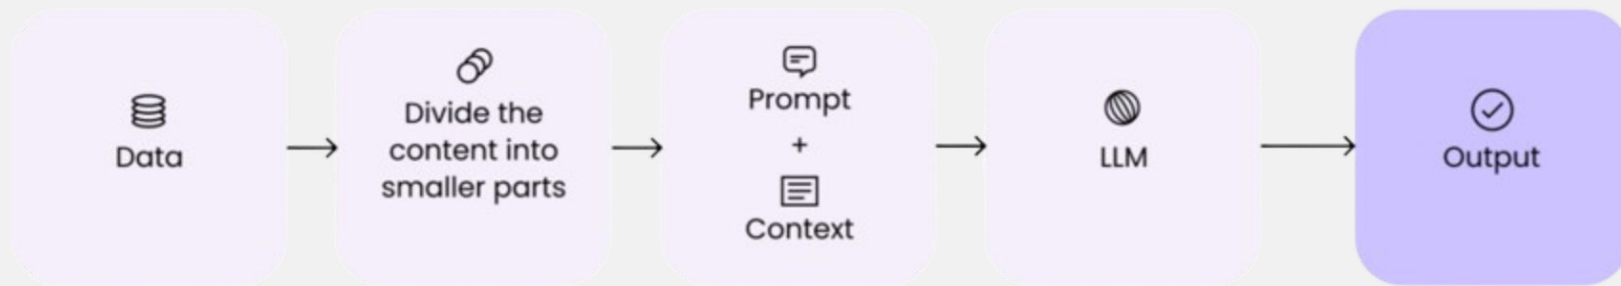 Data
Divide the
content into
smaller parts
Prompt
+
Context
LLM
Output